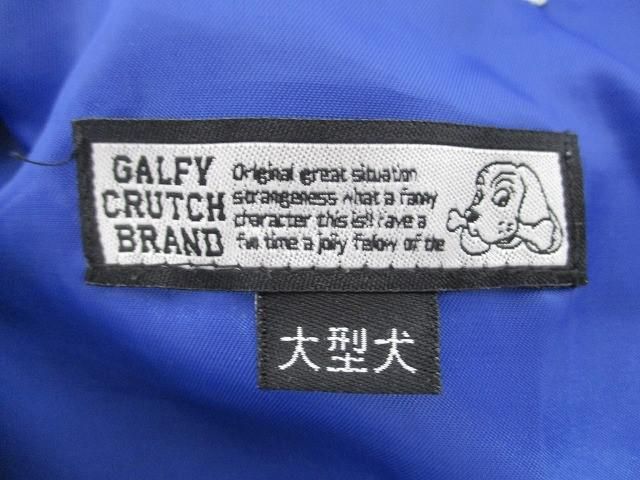 GALFY
CRUTCH
BRAND
Original great situation
strangeness what a fanny
character this is!! have a
fun time a jolly fellow of the
大型犬